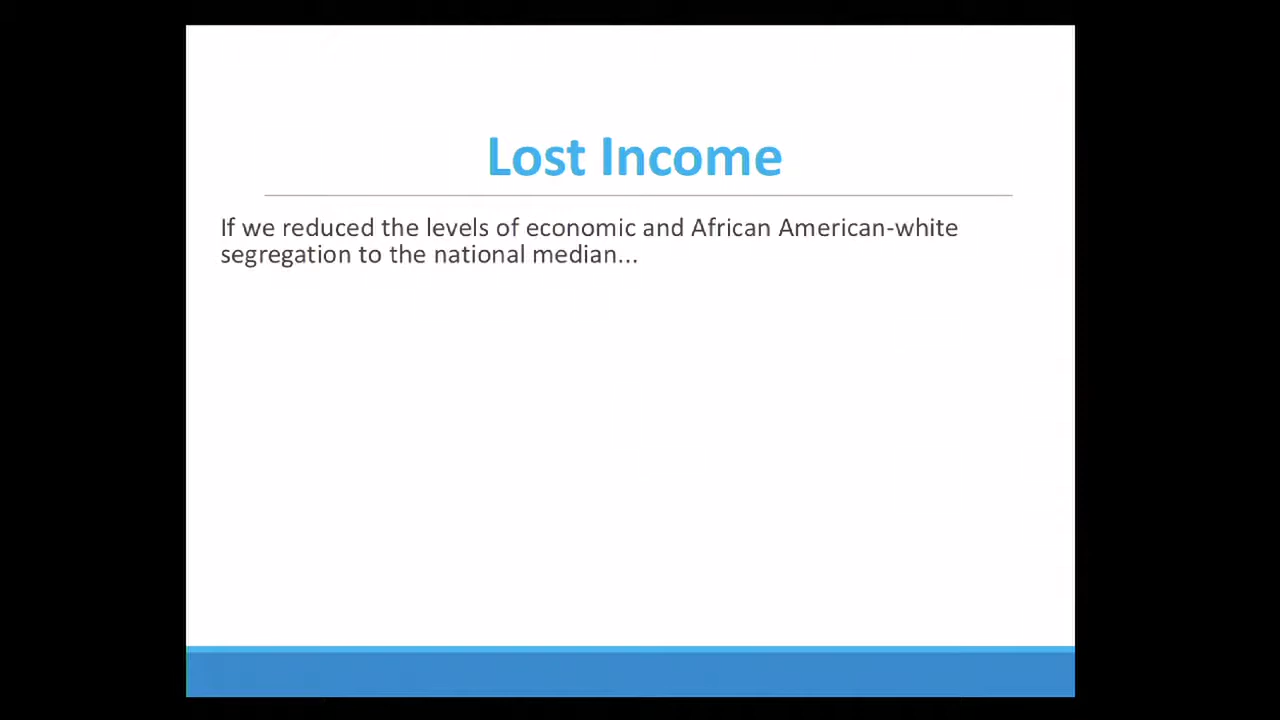 Lost Income
If we reduced the levels of economic and African American-white
segregation to the national median...